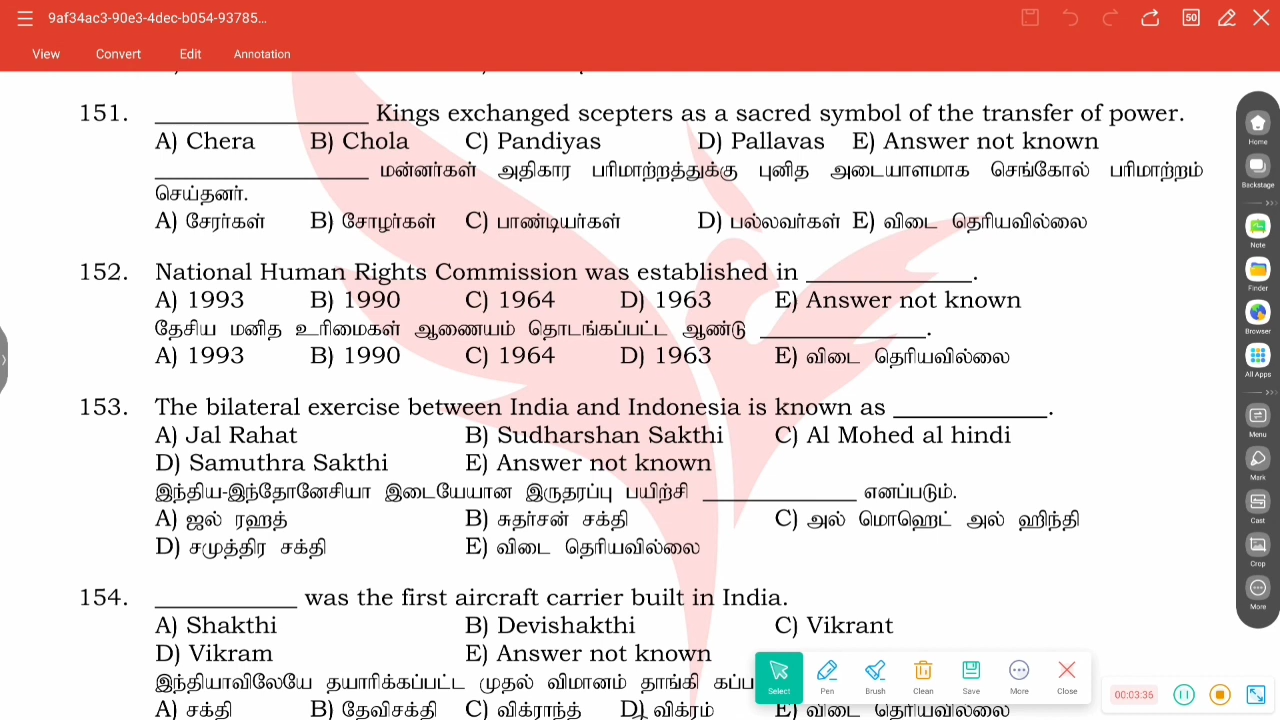 9af34ac3-90e3-4dec-b054-93785...
50
View Convert Edit Annotation
151. ________________ Kings exchanged scepters as a sacred symbol of the transfer of power.
A) Chera B) Chola C) Pandiyas D) Pallavas E) Answer not known
________________ மன்னர்கள் அதிகார பரிமாற்றத்துக்கு புனித அடையாளமாக செங்கோல் பரிமாற்றம்
செய்தனர்.
A) சேரர்கள் B) சோழர்கள் C) பாண்டியர்கள் D) பல்லவர்கள் E) விடை தெரியவில்லை
152. National Human Rights Commission was established in ____________.
A) 1993 B) 1990 C) 1964 D) 1963 E) Answer not known
தேசிய மனித உரிமைகள் ஆணையம் தொடங்கப்பட்ட ஆண்டு ____________.
A) 1993 B) 1990 C) 1964 D) 1963 E) விடை தெரியவில்லை
153. The bilateral exercise between India and Indonesia is known as ___________.
A) Jal Rahat B) Sudharshan Sakthi C) Al Mohed al hindi
D) Samuthra Sakthi E) Answer not known
இந்திய-இந்தோனேசியா இடையேயான இருதரப்பு பயிற்சி ___________ எனப்படும்.
A) ஜல் ரஹத் B) சுதர்சன் சக்தி C) அல் மொஹெட் அல் ஹிந்தி
D) சமுத்திர சக்தி E) விடை தெரியவில்லை
154. __________ was the first aircraft carrier built in India.
A) Shakthi B) Devishakthi C) Vikrant
D) Vikram E) Answer not known
இந்தியாவிலேயே தயாரிக்கப்பட்ட முதல் விமானம் தாங்கி
A) சக்தி B) தேவிசக்தி C) விக்ராந்த் D) விக்ரம் E) விடை தெரியவில்லை
Home
Backstage
Note
Finder
Browser
All Apps
Menu
Mark
Cast
Crop
More
Select Pen Brush Clean Save More Close
00:03:36